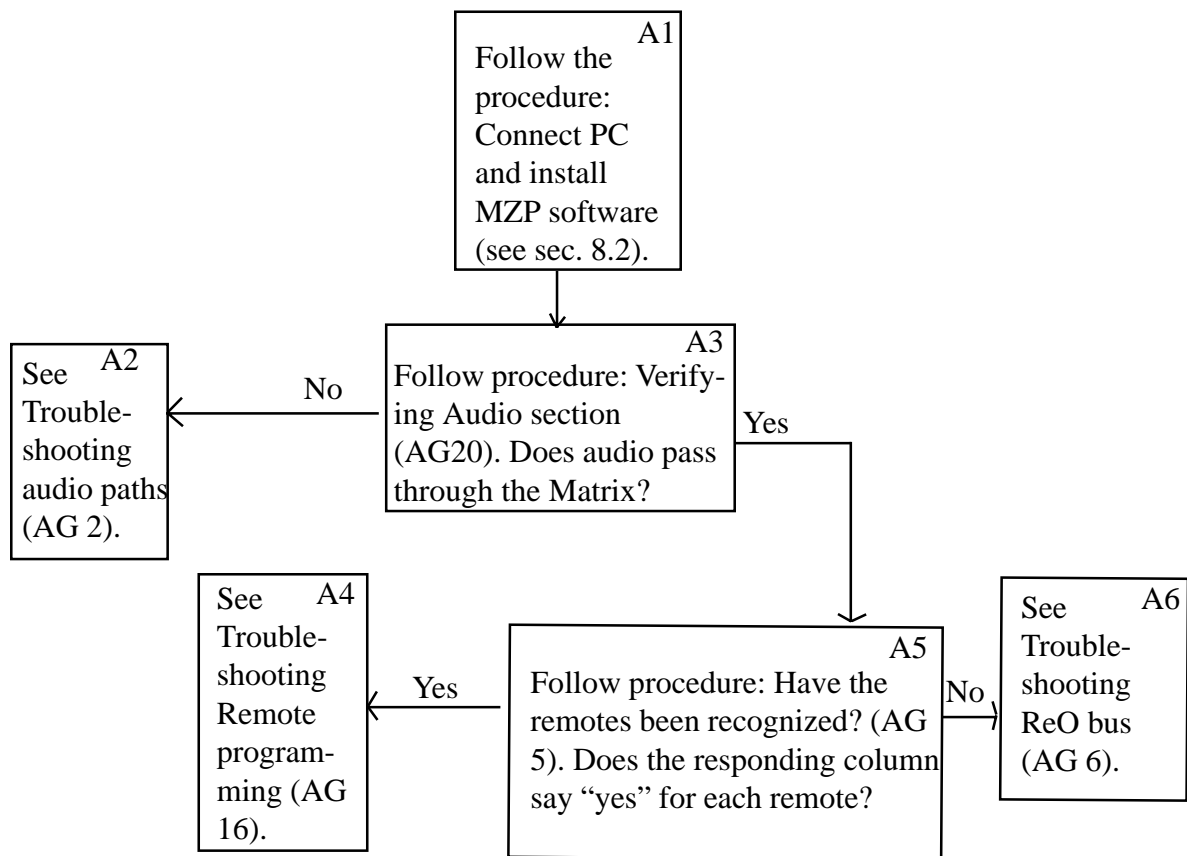 A1
Follow the
procedure:
Connect PC
and install
MZP software
(see sec. 8.2).
A3
Follow procedure: Verify-
ing Audio section
(AG20). Does audio pass
through the Matrix?
No
Yes
A2
See
Trouble-
shooting
audio paths
(AG 2).
A4
See
Trouble-
shooting
Remote
program-
ming (AG
16).
Yes
A5
Follow procedure: Have the
remotes been recognized? (AG
5). Does the responding column
say “yes” for each remote?
No
A6
See
Trouble-
shooting
ReO bus
(AG 6).